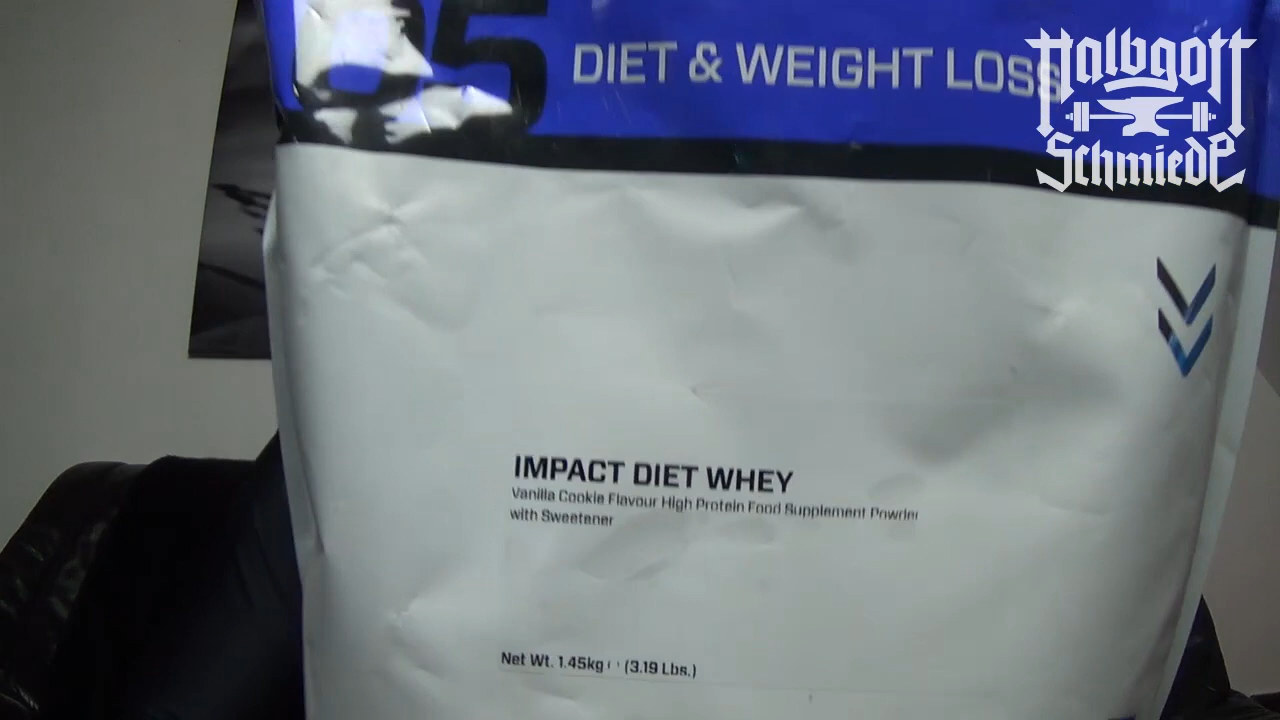 05
DIET & WEIGHT LOSS
Halbgott
Schmiede
IMPACT DIET WHEY
Vanilla Cookie Flavour High Protein Food Supplement Powder
with Sweetener
Net Wt. 1.45kg (3.19 Lbs.)